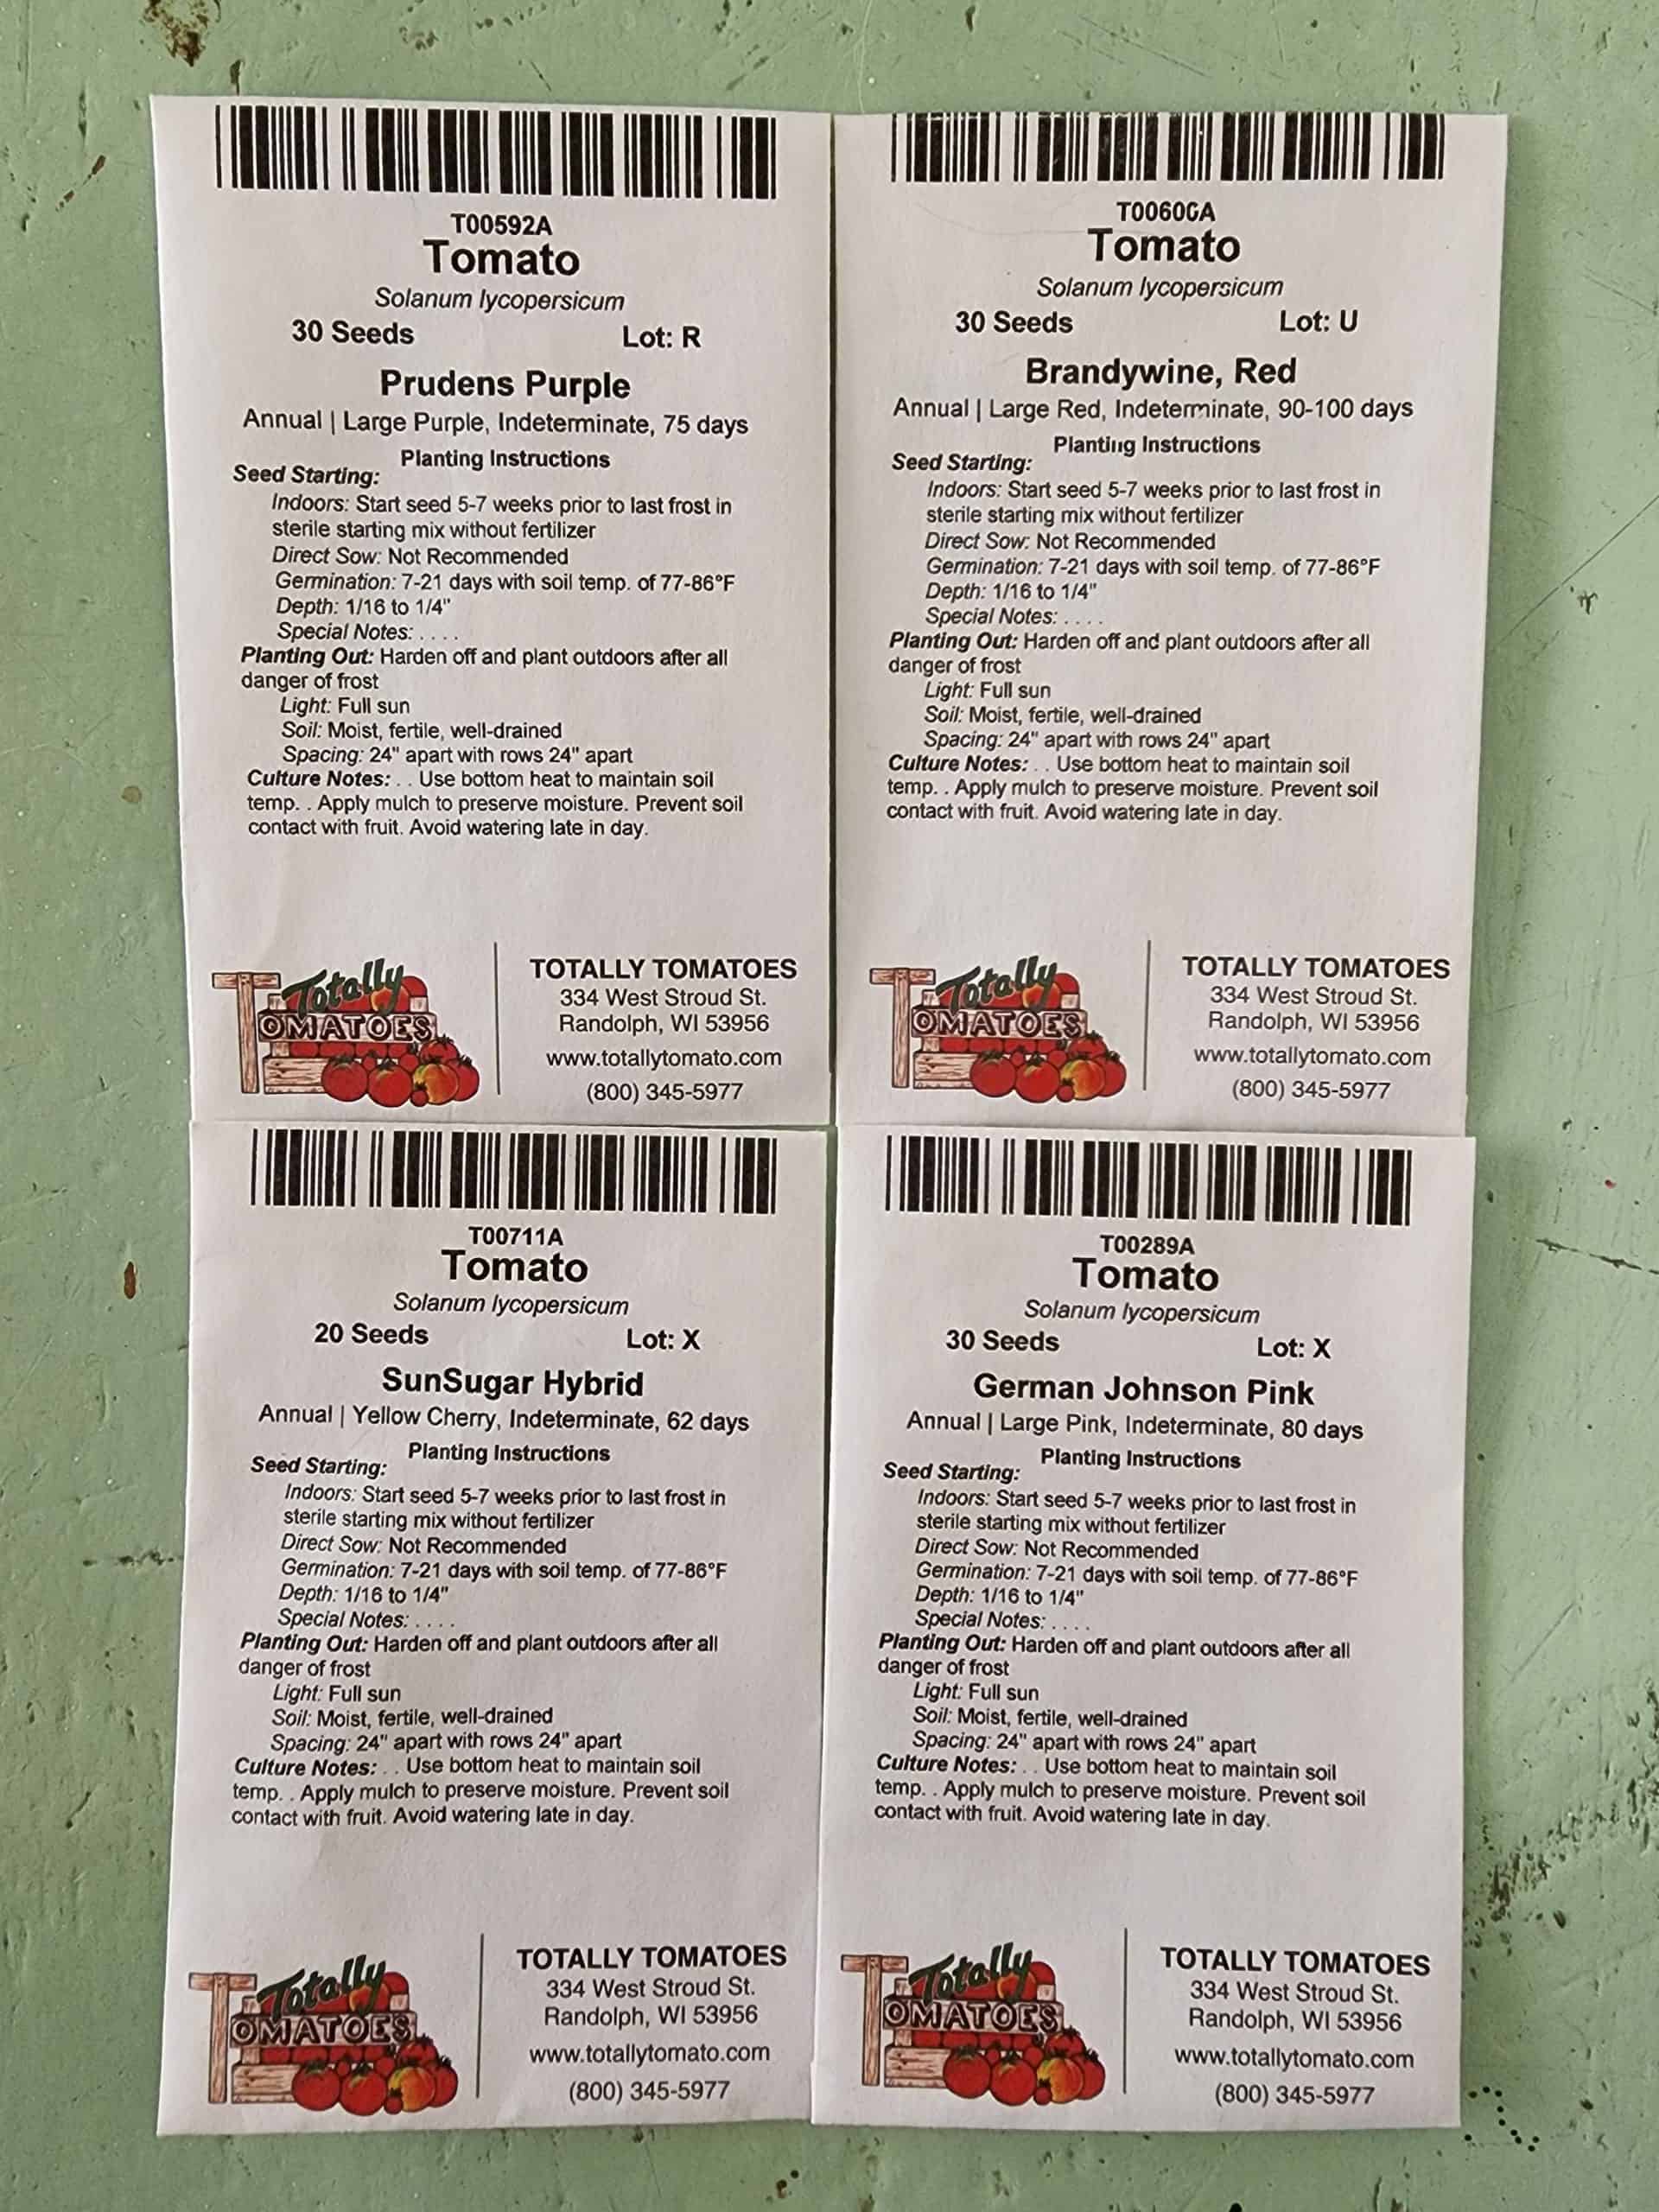 T00592A
Tomato
Solanum lycopersicum
30 Seeds Lot: R
Prudens Purple
Annual | Large Purple, Indeterminate, 75 days
Planting Instructions
Seed Starting:
Indoors: Start seed 5-7 weeks prior to last frost in
sterile starting mix without fertilizer
Direct Sow: Not Recommended
Germination: 7-21 days with soil temp. of 77-86°F
Depth: 1/16 to 1/4"
Special Notes: . . . .
Planting Out: Harden off and plant outdoors after all
danger of frost
Light: Full sun
Soil: Moist, fertile, well-drained
Spacing: 24" apart with rows 24" apart
Culture Notes: . . Use bottom heat to maintain soil
temp. . Apply mulch to preserve moisture. Prevent soil
contact with fruit. Avoid watering late in day.
Totally
TOMATOES
TOTALLY TOMATOES
334 West Stroud St.
Randolph, WI 53956
www.totallytomato.com
(800) 345-5977
T00600A
Tomato
Solanum lycopersicum
30 Seeds Lot: U
Brandywine, Red
Annual | Large Red, Indeterminate, 90-100 days
Planting Instructions
Seed Starting:
Indoors: Start seed 5-7 weeks prior to last frost in
sterile starting mix without fertilizer
Direct Sow: Not Recommended
Germination: 7-21 days with soil temp. of 77-86°F
Depth: 1/16 to 1/4"
Special Notes: . . . .
Planting Out: Harden off and plant outdoors after all
danger of frost
Light: Full sun
Soil: Moist, fertile, well-drained
Spacing: 24" apart with rows 24" apart
Culture Notes: . . Use bottom heat to maintain soil
temp. . Apply mulch to preserve moisture. Prevent soil
contact with fruit. Avoid watering late in day.
Totally
TOMATOES
TOTALLY TOMATOES
334 West Stroud St.
Randolph, WI 53956
www.totallytomato.com
(800) 345-5977
T00711A
Tomato
Solanum lycopersicum
20 Seeds Lot: X
SunSugar Hybrid
Annual | Yellow Cherry, Indeterminate, 62 days
Planting Instructions
Seed Starting:
Indoors: Start seed 5-7 weeks prior to last frost in
sterile starting mix without fertilizer
Direct Sow: Not Recommended
Germination: 7-21 days with soil temp. of 77-86°F
Depth: 1/16 to 1/4"
Special Notes: . . . .
Planting Out: Harden off and plant outdoors after all
danger of frost
Light: Full sun
Soil: Moist, fertile, well-drained
Spacing: 24" apart with rows 24" apart
Culture Notes: . . Use bottom heat to maintain soil
temp. . Apply mulch to preserve moisture. Prevent soil
contact with fruit. Avoid watering late in day.
Totally
TOMATOES
TOTALLY TOMATOES
334 West Stroud St.
Randolph, WI 53956
www.totallytomato.com
(800) 345-5977
T00289A
Tomato
Solanum lycopersicum
30 Seeds Lot: X
German Johnson Pink
Annual | Large Pink, Indeterminate, 80 days
Planting Instructions
Seed Starting:
Indoors: Start seed 5-7 weeks prior to last frost in
sterile starting mix without fertilizer
Direct Sow: Not Recommended
Germination: 7-21 days with soil temp. of 77-86°F
Depth: 1/16 to 1/4"
Special Notes: . . . .
Planting Out: Harden off and plant outdoors after all
danger of frost
Light: Full sun
Soil: Moist, fertile, well-drained
Spacing: 24" apart with rows 24" apart
Culture Notes: . . Use bottom heat to maintain soil
temp. . Apply mulch to preserve moisture. Prevent soil
contact with fruit. Avoid watering late in day.
Totally
TOMATOES
TOTALLY TOMATOES
334 West Stroud St.
Randolph, WI 53956
www.totallytomato.com
(800) 345-5977